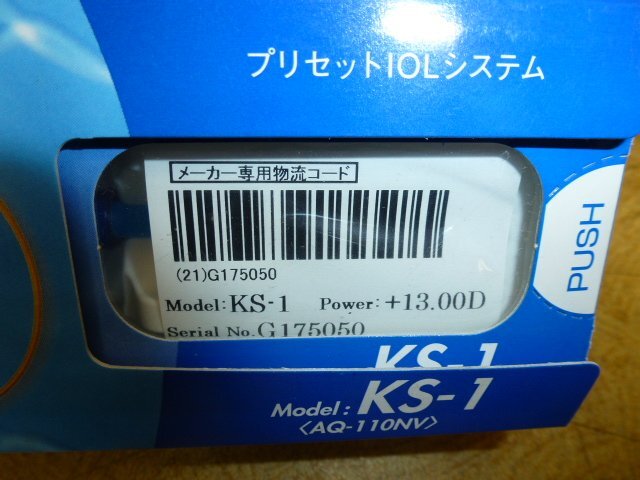 プリセットIOLシステム
メーカー専用物流コード
(21)G175050
Model: KS-1 Power: +13.00D
Serial No. G175050
PUSH
KS-1
Model: KS-1
〈AQ-110NV〉